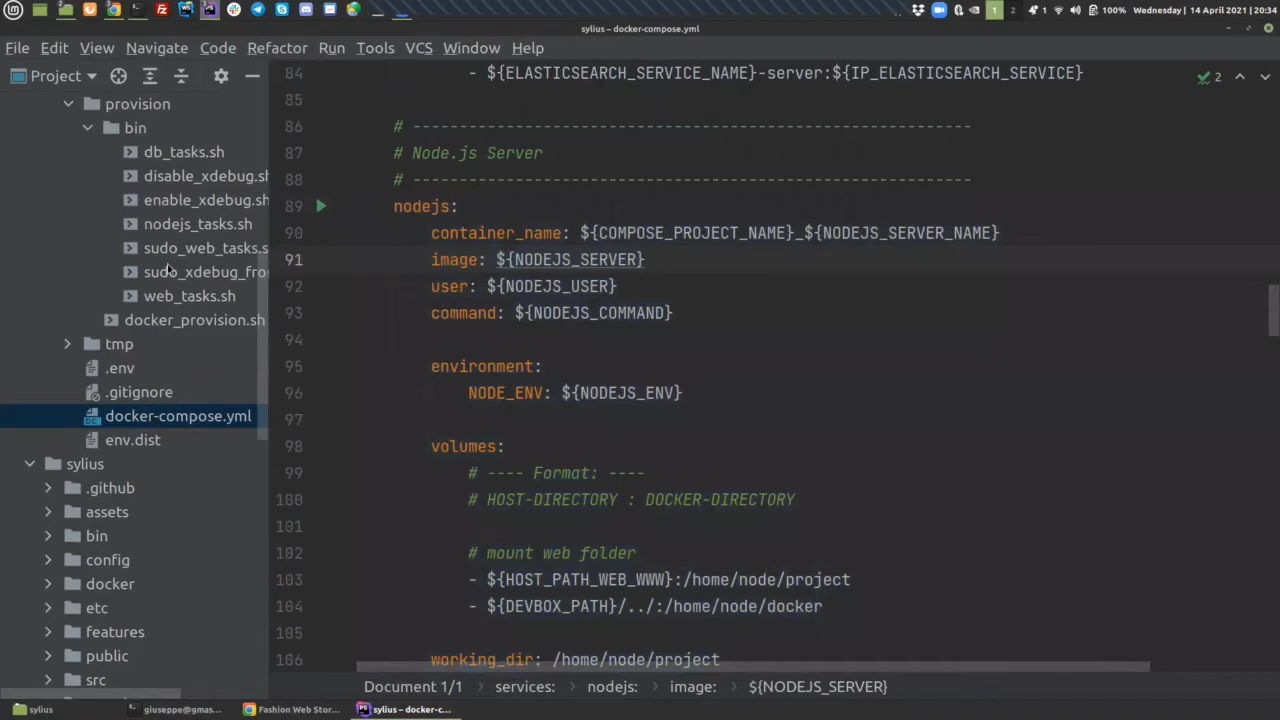 100% Wednesday | 14 April 2021 | 20:34
sylius – docker-compose.yml
File Edit View Navigate Code Refactor Run Tools VCS Window Help
Project
provision
bin
db_tasks.sh
disable_xdebug.sh
enable_xdebug.sh
nodejs_tasks.sh
sudo_web_tasks.s
sudo_xdebug_fro
web_tasks.sh
docker_provision.sh
tmp
.env
.gitignore
docker-compose.yml
env.dist
sylius
.github
assets
bin
config
docker
etc
features
public
src
84 - ${ELASTICSEARCH_SERVICE_NAME}-server:${IP_ELASTICSEARCH_SERVICE}
85
86 # ------------------------------------------------------------
87 # Node.js Server
88 # ------------------------------------------------------------
89 nodejs:
90 container_name: ${COMPOSE_PROJECT_NAME}_${NODEJS_SERVER_NAME}
91 image: ${NODEJS_SERVER}
92 user: ${NODEJS_USER}
93 command: ${NODEJS_COMMAND}
94
95 environment:
96 NODE_ENV: ${NODEJS_ENV}
97
98 volumes:
99 # ---- Format: ----
100 # HOST-DIRECTORY : DOCKER-DIRECTORY
101
102 # mount web folder
103 - ${HOST_PATH_WEB_WWW}:/home/node/project
104 - ${DEVBOX_PATH}/../:/home/node/docker
105
106 working_dir: /home/node/project
2
Document 1/1 services: nodejs: image: ${NODEJS_SERVER}
sylius giuseppe@gmas... Fashion Web Stor... sylius – docker-c...